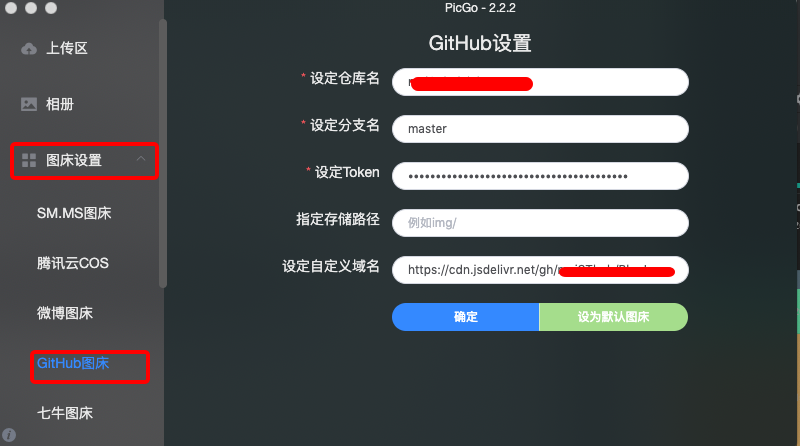 PicGo - 2.2.2
上传区
相册
图床设置
SM.MS图床
腾讯云COS
微博图床
GitHub图床
七牛图床
GitHub设置
* 设定仓库名
* 设定分支名 master
* 设定Token ••••••••••••••••••••••••••••••••••••••••
指定存储路径 例如img/
设定自定义域名 https://cdn.jsdelivr.net/gh/
确定 设为默认图床